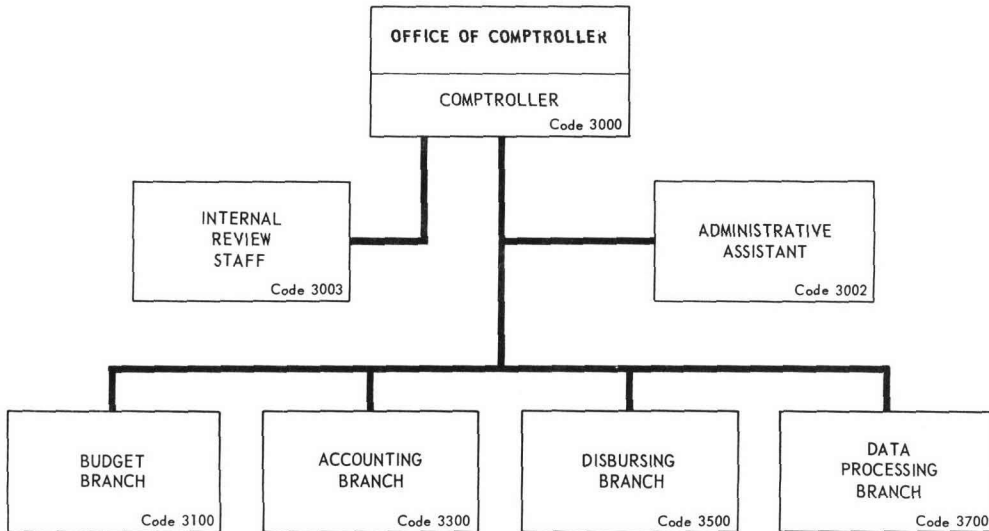 OFFICE OF COMPTROLLER
COMPTROLLER
Code 3000
INTERNAL
REVIEW
STAFF
Code 3003
ADMINISTRATIVE
ASSISTANT
Code 3002
BUDGET
BRANCH
Code 3100
ACCOUNTING
BRANCH
Code 3300
DISBURSING
BRANCH
Code 3500
DATA
PROCESSING
BRANCH
Code 3700